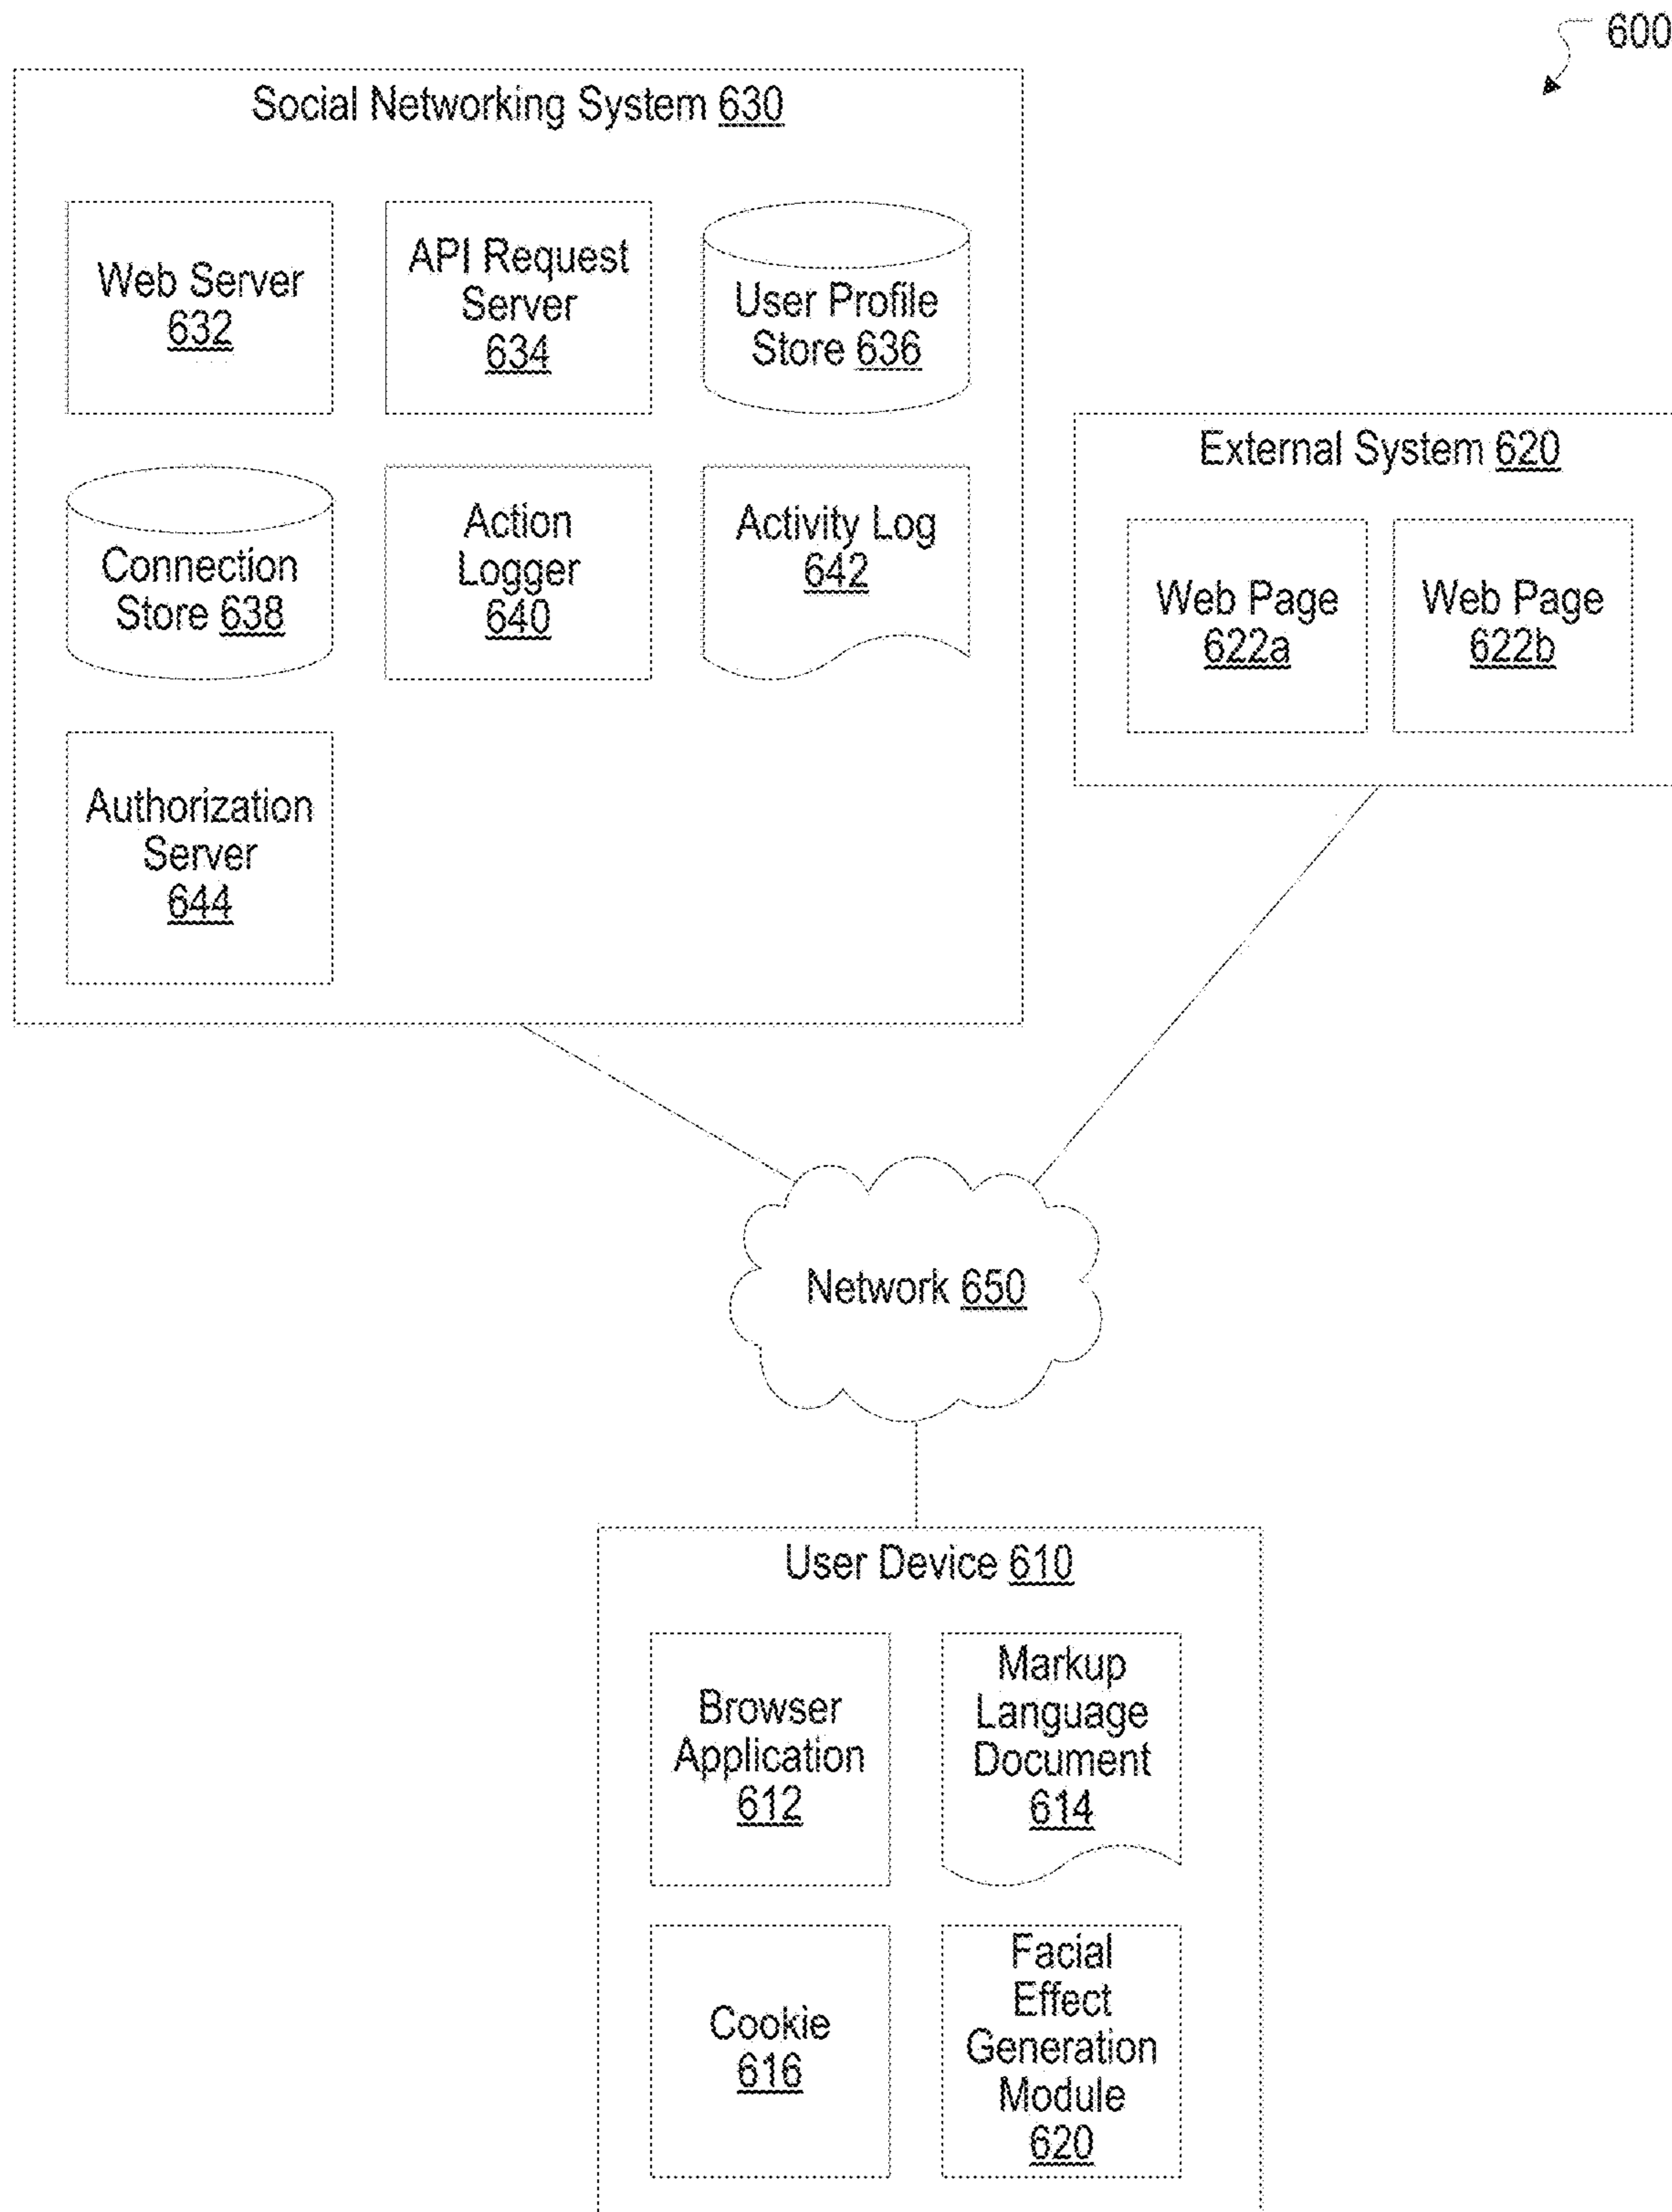 600
Social Networking System 630
Web Server
632
API Request
Server
634
User Profile
Store 636
Connection
Store 638
Action
Logger
640
Activity Log
642
Authorization
Server
644
External System 620
Web Page
622a
Web Page
622b
Network 650
User Device 610
Browser
Application
612
Markup
Language
Document
614
Cookie
616
Facial
Effect
Generation
Module
620